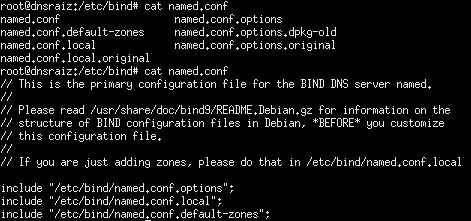 root@dnsraiz:/etc/bind# cat named.conf
named.conf named.conf.options
named.conf.default-zones named.conf.options.dpkg-old
named.conf.local named.conf.options.original
named.conf.local.original
root@dnsraiz:/etc/bind# cat named.conf
// This is the primary configuration file for the BIND DNS server named.
//
// Please read /usr/share/doc/bind9/README.Debian.gz for information on the
// structure of BIND configuration files in Debian, *BEFORE* you customize
// this configuration file.
//
// If you are just adding zones, please do that in /etc/bind/named.conf.local
include "/etc/bind/named.conf.options";
include "/etc/bind/named.conf.local";
include "/etc/bind/named.conf.default-zones";